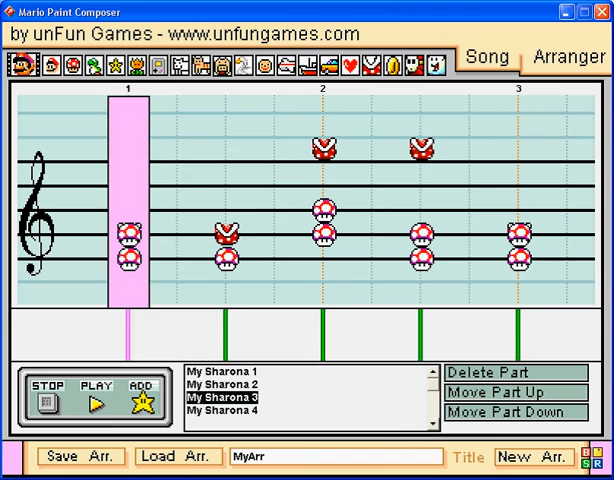 Mario Paint Composer
by unFun Games - www.unfungames.com
Song
Arranger
1
2
3
STOP
PLAY
ADD
My Sharona 1
My Sharona 2
My Sharona 3
My Sharona 4
Delete Part
Move Part Up
Move Part Down
Save Arr.
Load Arr.
MyArr
Title
New Arr.